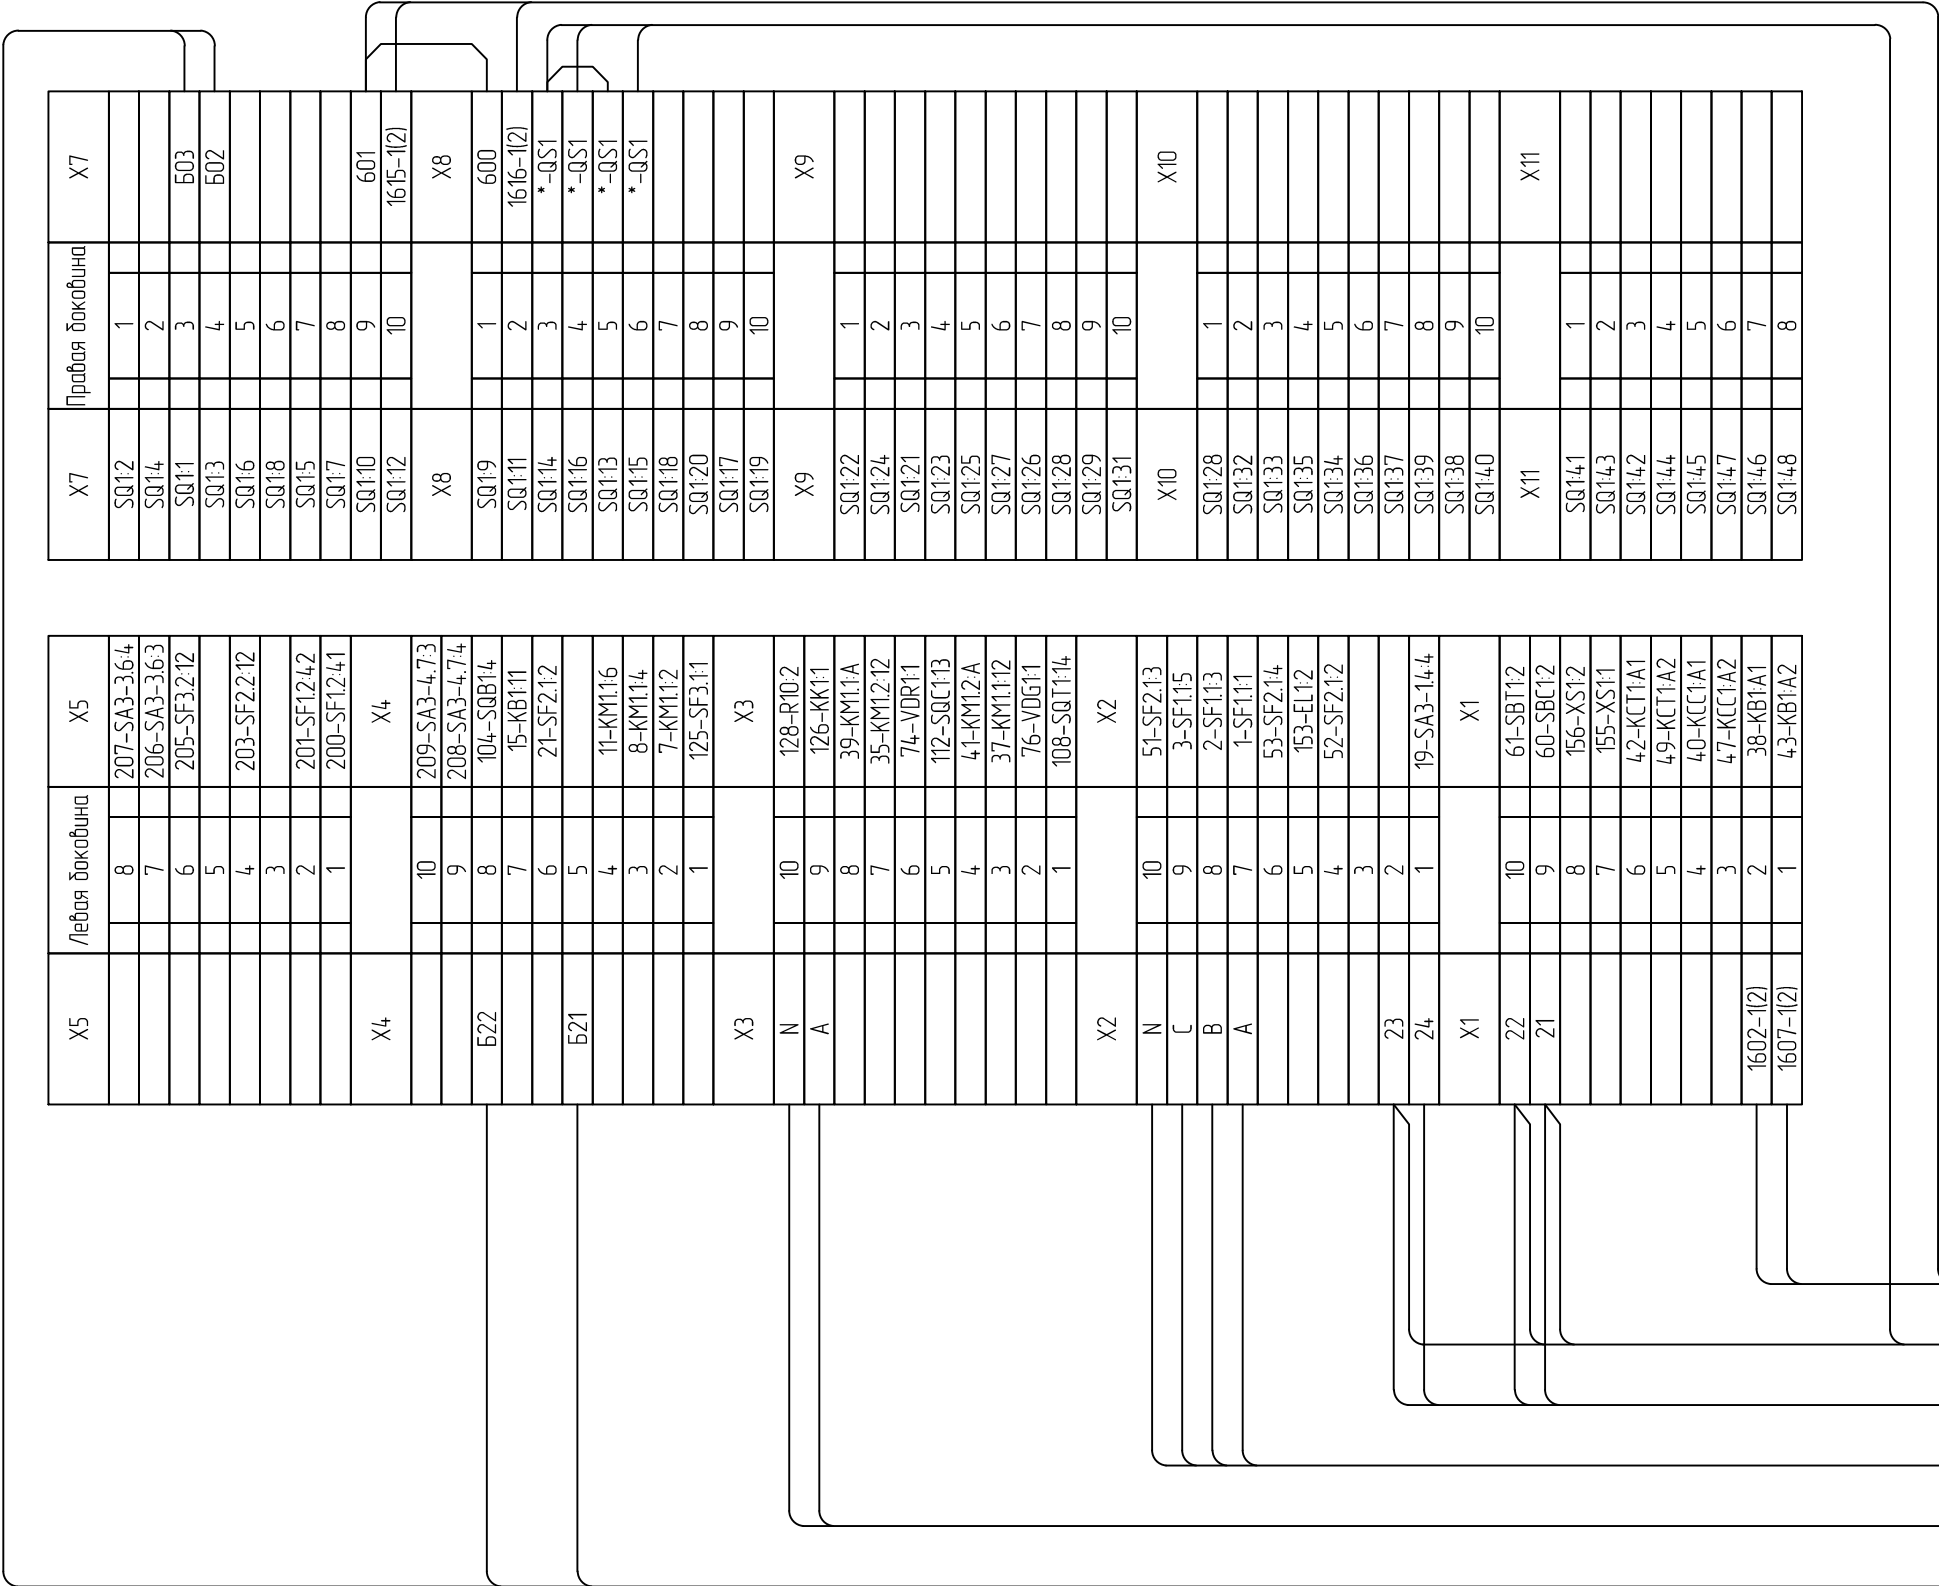 X5 Левая боковина X5
8 207-SA3-3.6:4
7 206-SA3-3.6:3
6 205-SF3.2:12
5
4 203-SF2.2:12
3
2 201-SF1.2:42
1 200-SF1.2:41
X4 X4
10 209-SA3-4.7:3
9 208-SA3-4.7:4
Б22 8 104-SQB1:4
7 15-KB1:11
6 21-SF2.1:2
Б21 5
4 11-KM1.1:6
3 8-KM1.1:4
2 7-KM1.1:2
1 125-SF3.1:1
X3 X3
N 10 128-R10:2
A 9 126-KK1:1
8 39-KM1.1:A
7 35-KM1.2:12
6 74-VDR1:1
5 112-SQC1:13
4 41-KM1.2:A
3 37-KM1.1:12
2 76-VDG1:1
1 108-SQT1:14
X2 X2
N 10 51-SF2.1:3
C 9 3-SF1.1:5
B 8 2-SF1.1:3
A 7 1-SF1.1:1
6 53-SF2.1:4
5 153-EL1:2
4 52-SF2.1:2
3
23 2
24 1 19-SA3-1.4:4
X1 X1
22 10 61-SBT1:2
21 9 60-SBC1:2
8 156-XS1:2
7 155-XS1:1
6 42-KCT1:A1
5 49-KCT1:A2
4 40-KCC1:A1
3 47-KCC1:A2
1602-1(2) 2 38-KB1:A1
1607-1(2) 1 43-KB1:A2
X7 Правая боковина X7
SQ1:2 1
SQ1:4 2
SQ1:1 3 Б03
SQ1:3 4 Б02
SQ1:6 5
SQ1:8 6
SQ1:5 7
SQ1:7 8
SQ1:10 9 601
SQ1:12 10 1615-1(2)
X8 X8
SQ1:9 1 600
SQ1:11 2 1616-1(2)
SQ1:14 3 *-QS1
SQ1:16 4 *-QS1
SQ1:13 5 *-QS1
SQ1:15 6 *-QS1
SQ1:18 7
SQ1:20 8
SQ1:17 9
SQ1:19 10
X9 X9
SQ1:22 1
SQ1:24 2
SQ1:21 3
SQ1:23 4
SQ1:25 5
SQ1:27 6
SQ1:26 7
SQ1:28 8
SQ1:29 9
SQ1:31 10
X10 X10
SQ1:28 1
SQ1:32 2
SQ1:33 3
SQ1:35 4
SQ1:34 5
SQ1:36 6
SQ1:37 7
SQ1:39 8
SQ1:38 9
SQ1:40 10
X11 X11
SQ1:41 1
SQ1:43 2
SQ1:42 3
SQ1:44 4
SQ1:45 5
SQ1:47 6
SQ1:46 7
SQ1:48 8